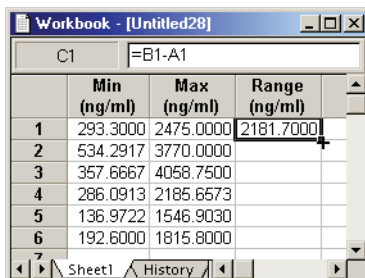 Workbook - [Untitled28]
C1 =B1-A1
Min (ng/ml) Max (ng/ml) Range (ng/ml)
1 293.3000 2475.0000 2181.7000
2 534.2917 3770.0000
3 357.6667 4058.7500
4 286.0913 2185.6573
5 136.9722 1546.9030
6 192.6000 1815.8000
7
Sheet1 History